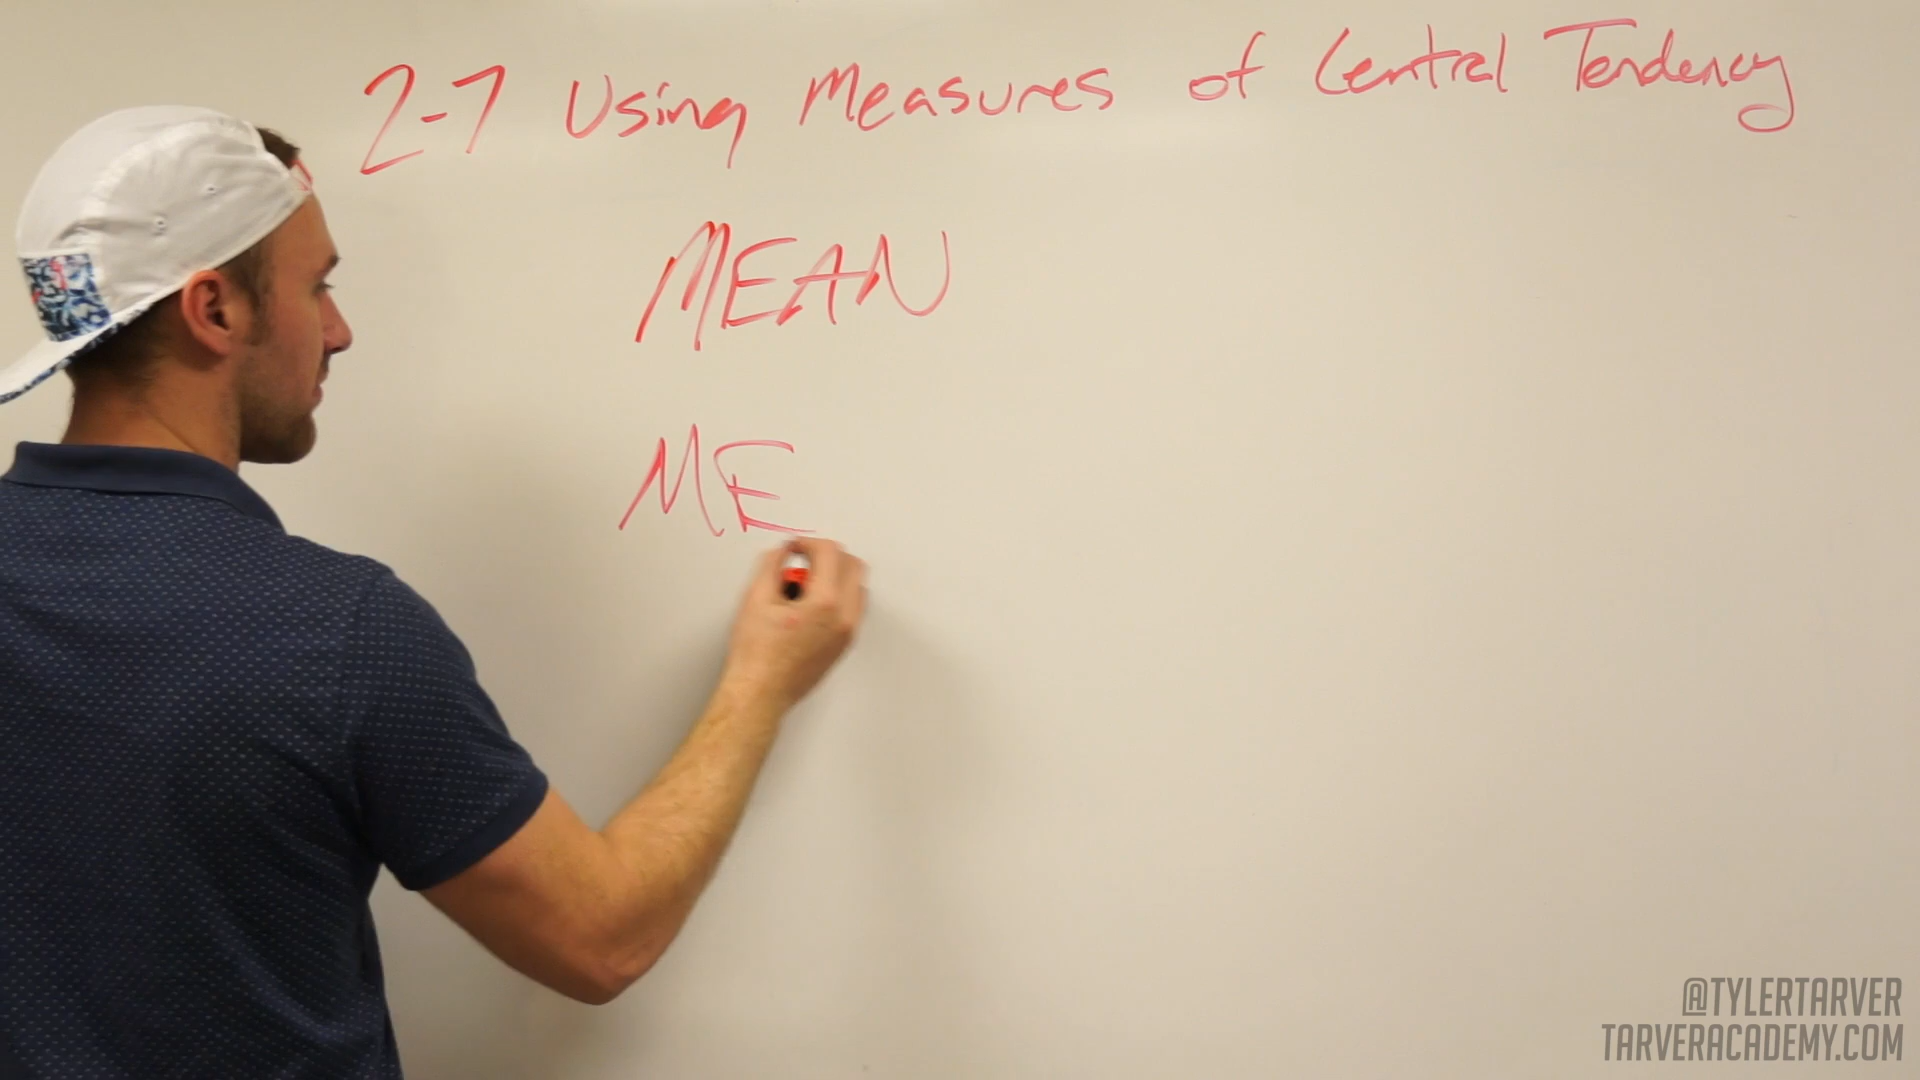 2-7 Using Measures of Central Tendency
MEAN
ME
@TYLERTARVER
TARVERACADEMY.COM